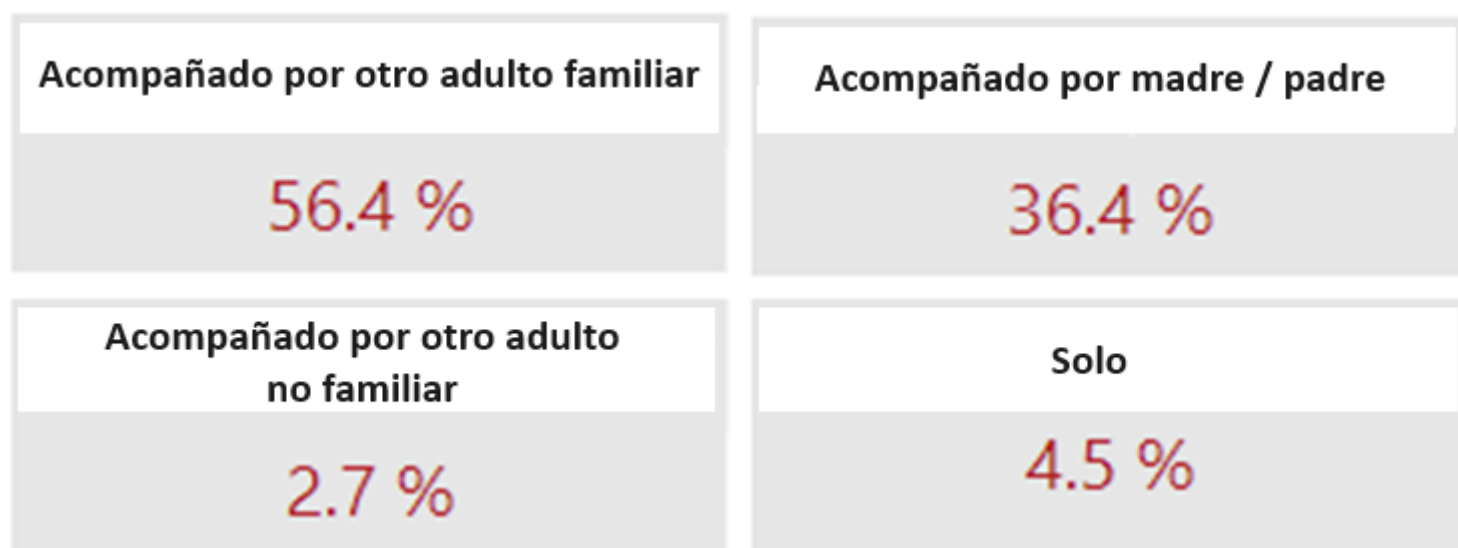 Acompañado por otro adulto familiar
56.4 %
Acompañado por madre / padre
36.4 %
Acompañado por otro adulto
no familiar
2.7 %
Solo
4.5 %